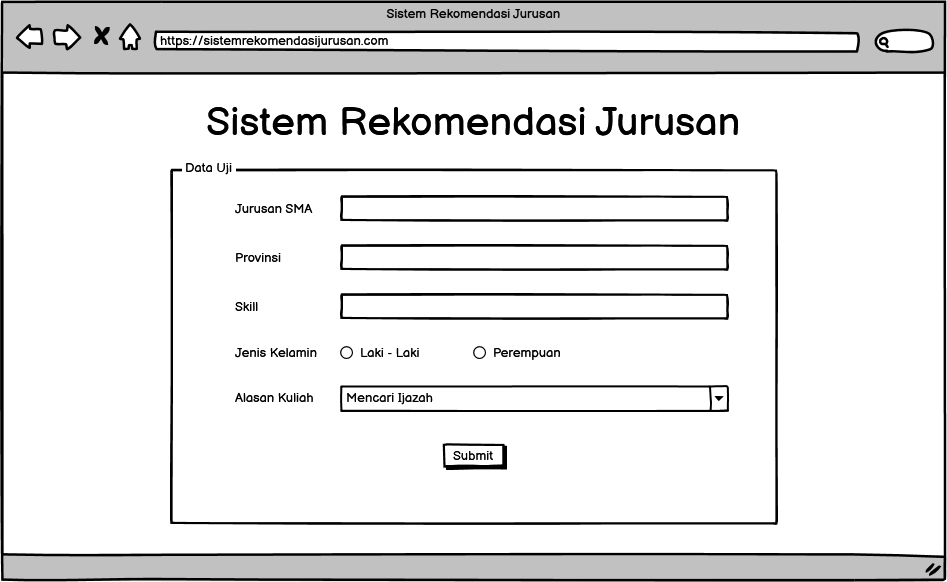 Sistem Rekomendasi Jurusan
https://sistemrekomendasijurusan.com
Sistem Rekomendasi Jurusan
Data Uji
Jurusan SMA
Provinsi
Skill
Jenis Kelamin Laki - Laki Perempuan
Alasan Kuliah Mencari Ijazah
Submit